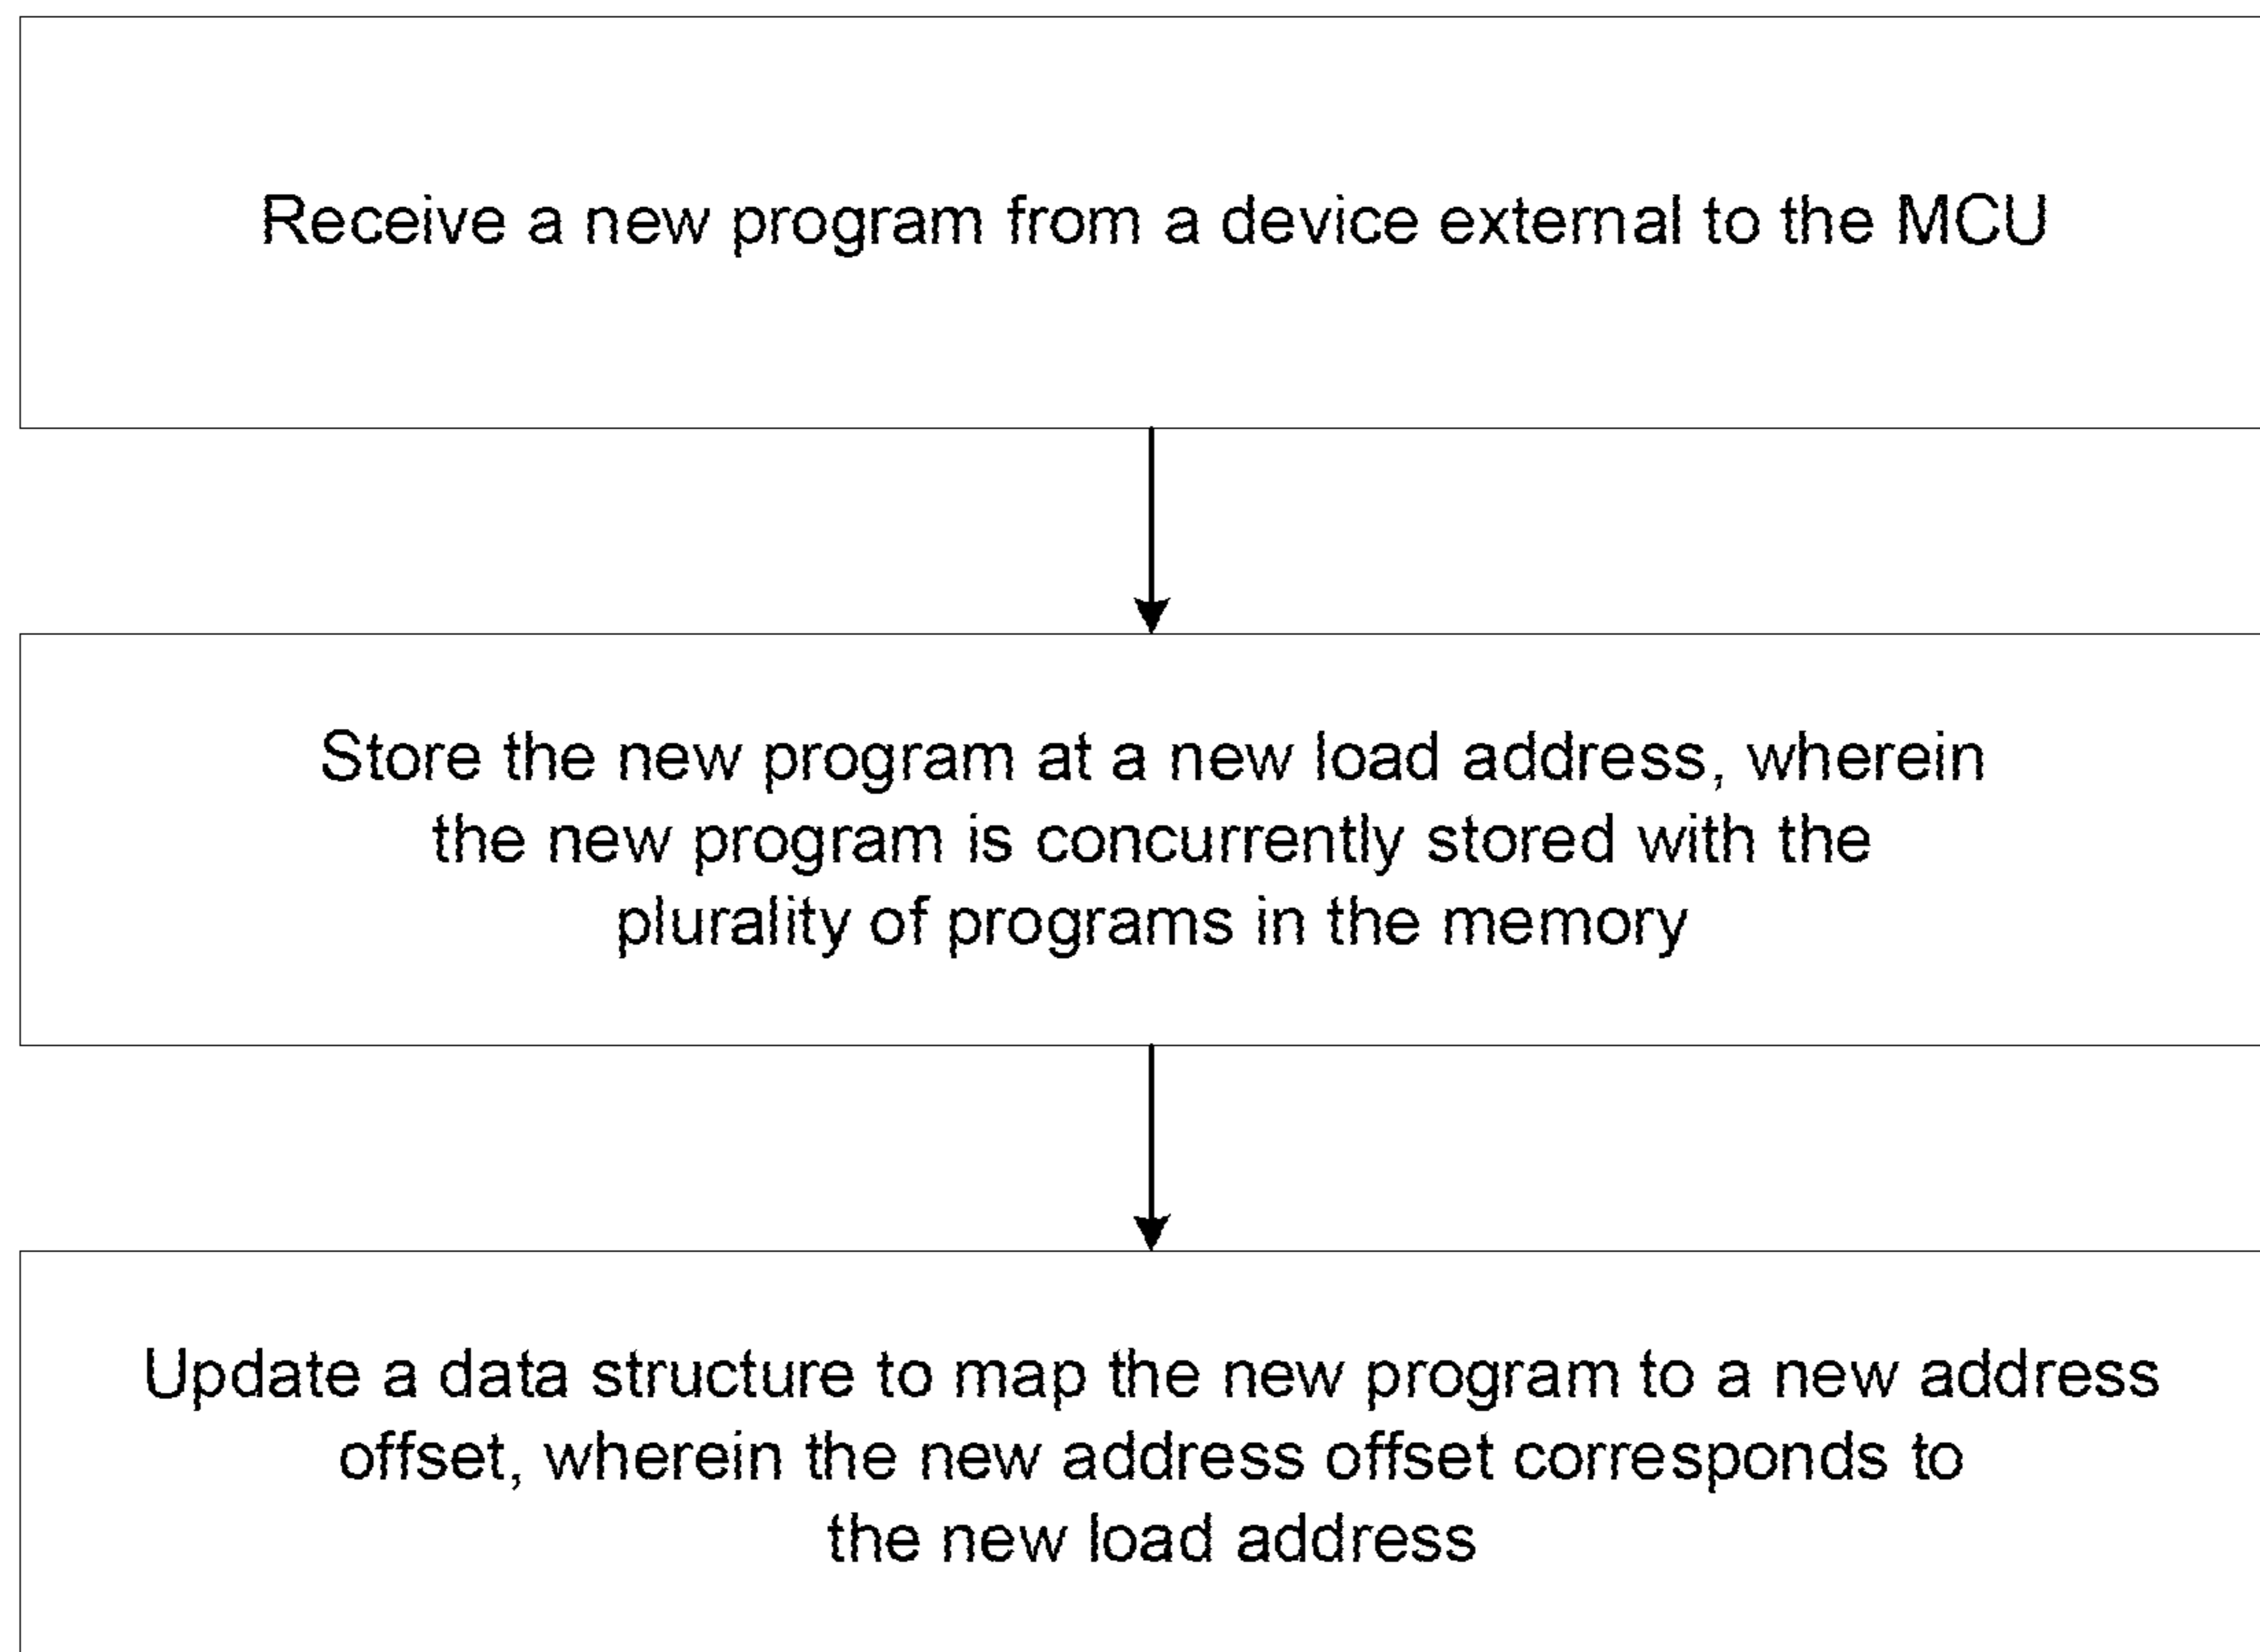 Receive a new program from a device external to the MCU
Store the new program at a new load address, wherein
the new program is concurrently stored with the
plurality of programs in the memory
Update a data structure to map the new program to a new address
offset, wherein the new address offset corresponds to
the new load address